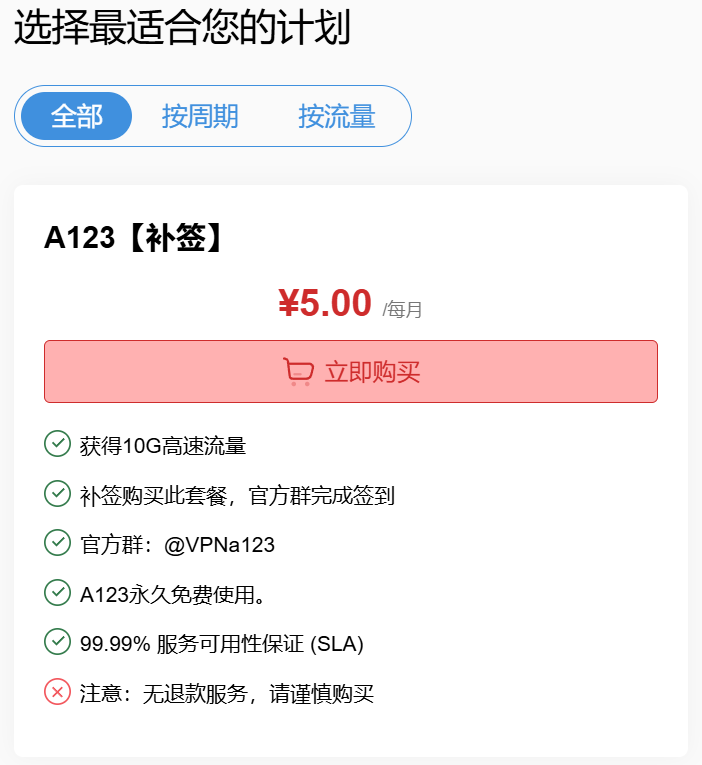 选择最适合您的计划
全部 按周期 按流量
A123【补签】
¥5.00 /每月
立即购买
获得10G高速流量
补签购买此套餐，官方群完成签到
官方群：@VPNa123
A123永久免费使用。
99.99% 服务可用性保证 (SLA)
注意：无退款服务，请谨慎购买